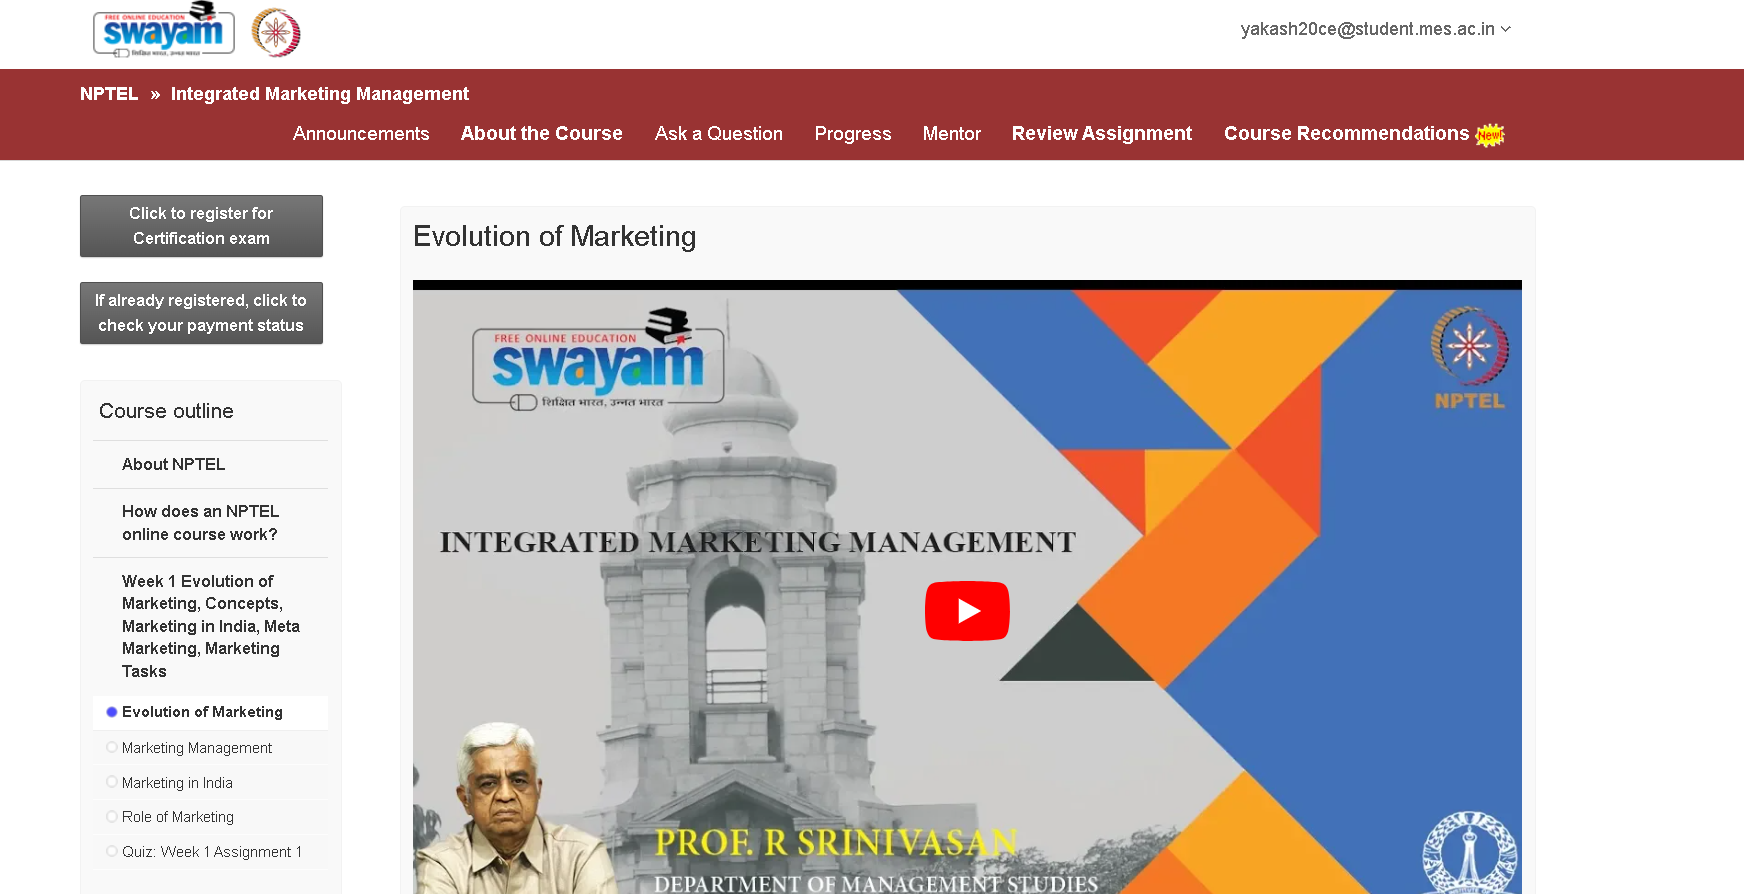 FREE ONLINE EDUCATION
swayam
शिक्षित भारत, उन्नत भारत
yakash20ce@student.mes.ac.in
NPTEL » Integrated Marketing Management
Announcements About the Course Ask a Question Progress Mentor Review Assignment Course Recommendations New!
Click to register for
Certification exam
If already registered, click to
check your payment status
Course outline
About NPTEL
How does an NPTEL
online course work?
Week 1 Evolution of
Marketing, Concepts,
Marketing in India, Meta
Marketing, Marketing
Tasks
Evolution of Marketing
Marketing Management
Marketing in India
Role of Marketing
Quiz: Week 1 Assignment 1
Evolution of Marketing
FREE ONLINE EDUCATION
swayam
शिक्षित भारत, उन्नत भारत
NPTEL
INTEGRATED MARKETING MANAGEMENT
PROF. R SRINIVASAN
DEPARTMENT OF MANAGEMENT STUDIES